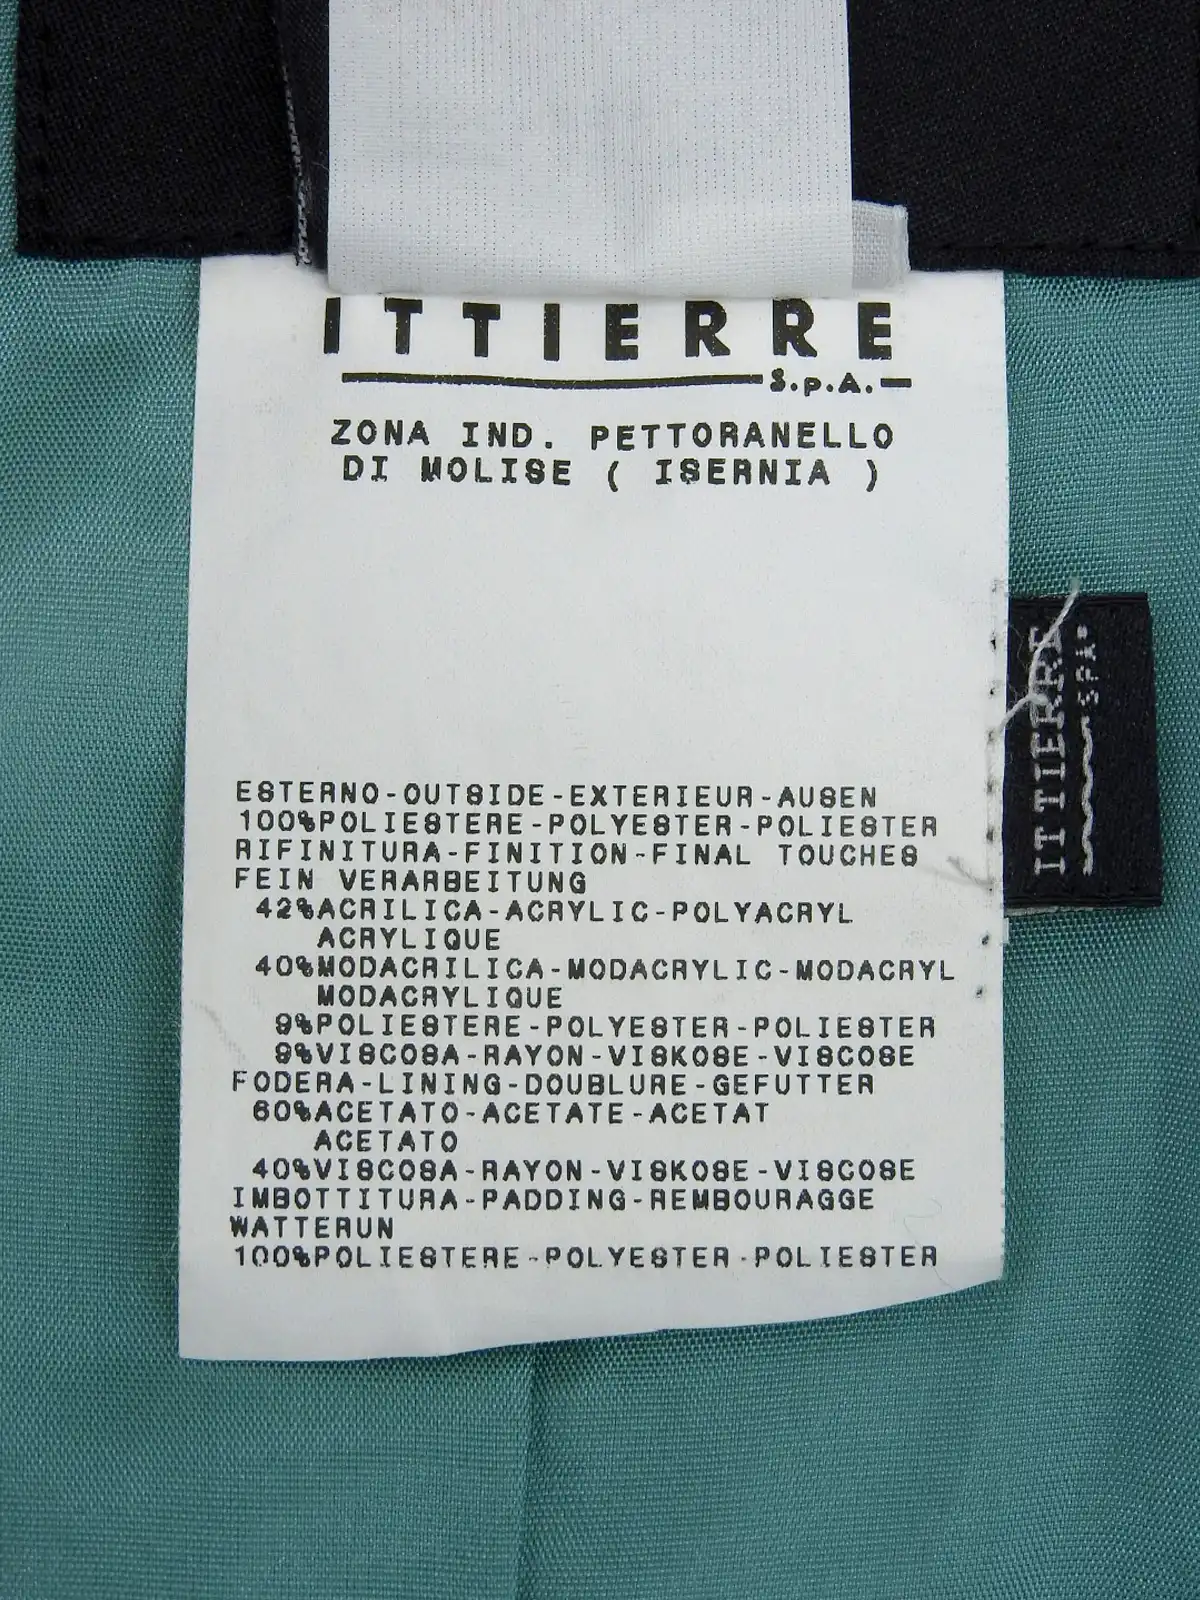 ITTIERRE
S.p.A.
ZONA IND. PETTORANELLO
DI MOLISE ( ISERNIA )
ESTERNO-OUTSIDE-EXTERIEUR-AUSEN
100%POLIESTERE-POLYESTER-POLIESTER
RIFINITURA-FINITION-FINAL TOUCHES
FEIN VERARBEITUNG
42%ACRILICA-ACRYLIC-POLYACRYL
ACRYLIQUE
40%MODACRILICA-MODACRYLIC-MODACRYL
MODACRYLIQUE
9%POLIESTERE-POLYESTER-POLIESTER
9%VISCOSA-RAYON-VISKOSE-VISCOSE
FODERA-LINING-DOUBLURE-GEFUTTER
60%ACETATO-ACETATE-ACETAT
ACETATO
40%VISCOSA-RAYON-VISKOSE-VISCOSE
IMBOTTITURA-PADDING-REMBOURAGGE
WATTERUN
100%POLIESTERE-POLYESTER-POLIESTER
ITTIERRE
SPA